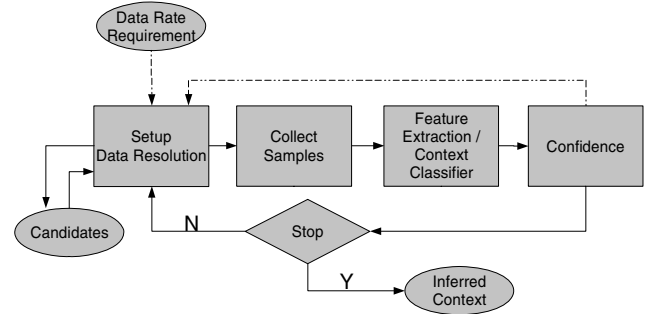 Data Rate
Requirement
Setup
Data Resolution
Collect
Samples
Feature
Extraction /
Context
Classifier
Confidence
Candidates
N
Stop
Y
Inferred
Context